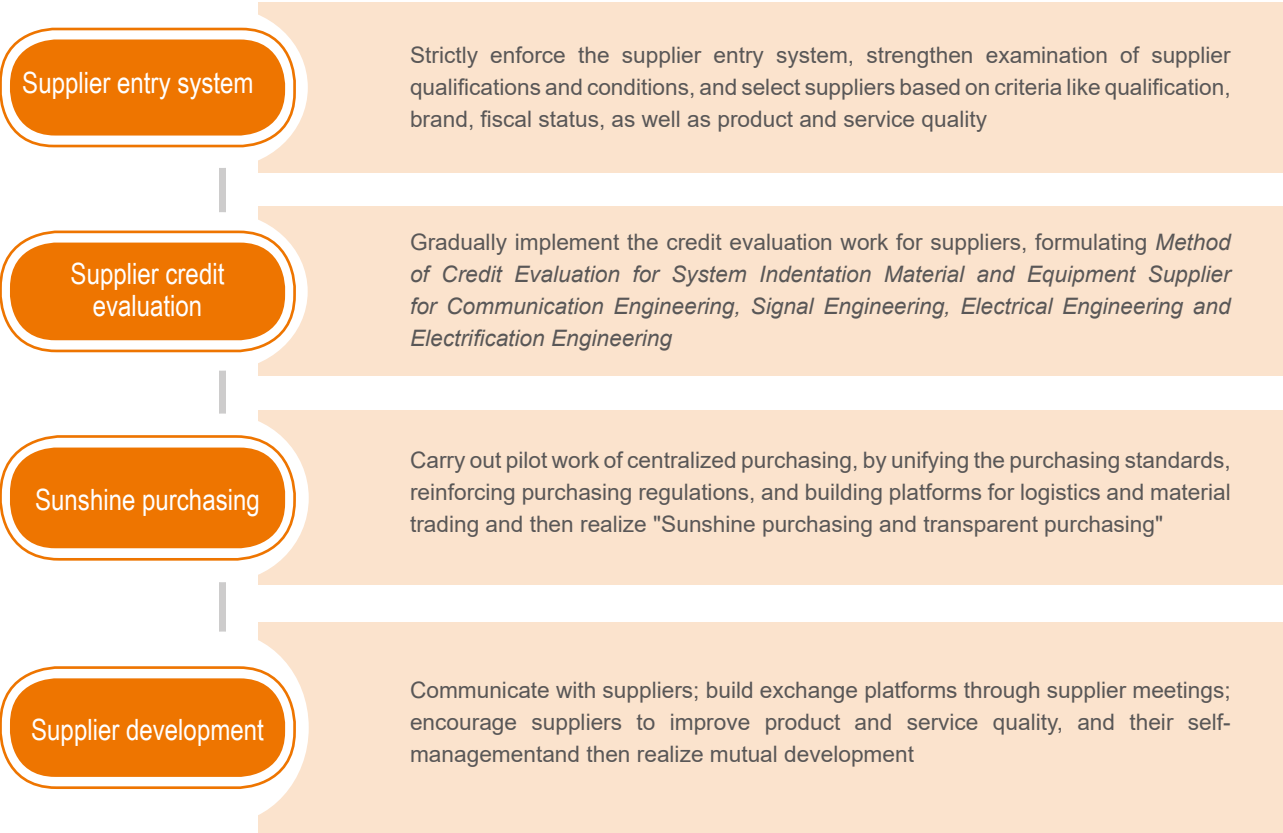 Supplier entry system
Strictly enforce the supplier entry system, strengthen examination of supplier
qualifications and conditions, and select suppliers based on criteria like qualification,
brand, fiscal status, as well as product and service quality
Supplier credit
evaluation
Gradually implement the credit evaluation work for suppliers, formulating Method
of Credit Evaluation for System Indentation Material and Equipment Supplier
for Communication Engineering, Signal Engineering, Electrical Engineering and
Electrification Engineering
Sunshine purchasing
Carry out pilot work of centralized purchasing, by unifying the purchasing standards,
reinforcing purchasing regulations, and building platforms for logistics and material
trading and then realize "Sunshine purchasing and transparent purchasing"
Supplier development
Communicate with suppliers; build exchange platforms through supplier meetings;
encourage suppliers to improve product and service quality, and their self-
managementand then realize mutual development